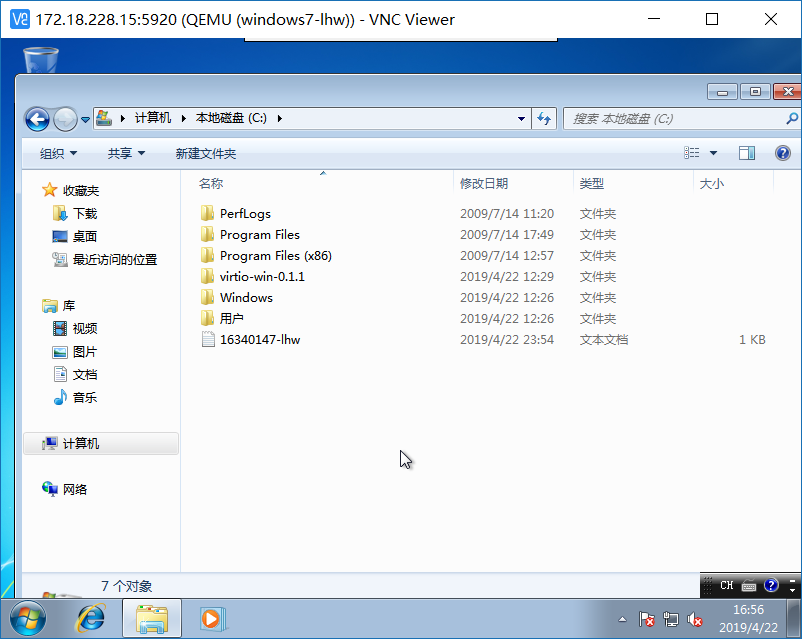 172.18.228.15:5920 (QEMU (windows7-lhw)) - VNC Viewer
计算机 本地磁盘 (C:) 搜索 本地磁盘 (C:)
组织 共享 新建文件夹
名称 修改日期 类型 大小
收藏夹
下载
桌面
最近访问的位置
库
视频
图片
文档
音乐
计算机
网络
PerfLogs 2009/7/14 11:20 文件夹
Program Files 2009/7/14 17:49 文件夹
Program Files (x86) 2009/7/14 12:57 文件夹
virtio-win-0.1.1 2019/4/22 12:29 文件夹
Windows 2019/4/22 12:26 文件夹
用户 2019/4/22 12:26 文件夹
16340147-lhw 2019/4/22 23:54 文本文档 1 KB
7 个对象
CH
16:56
2019/4/22